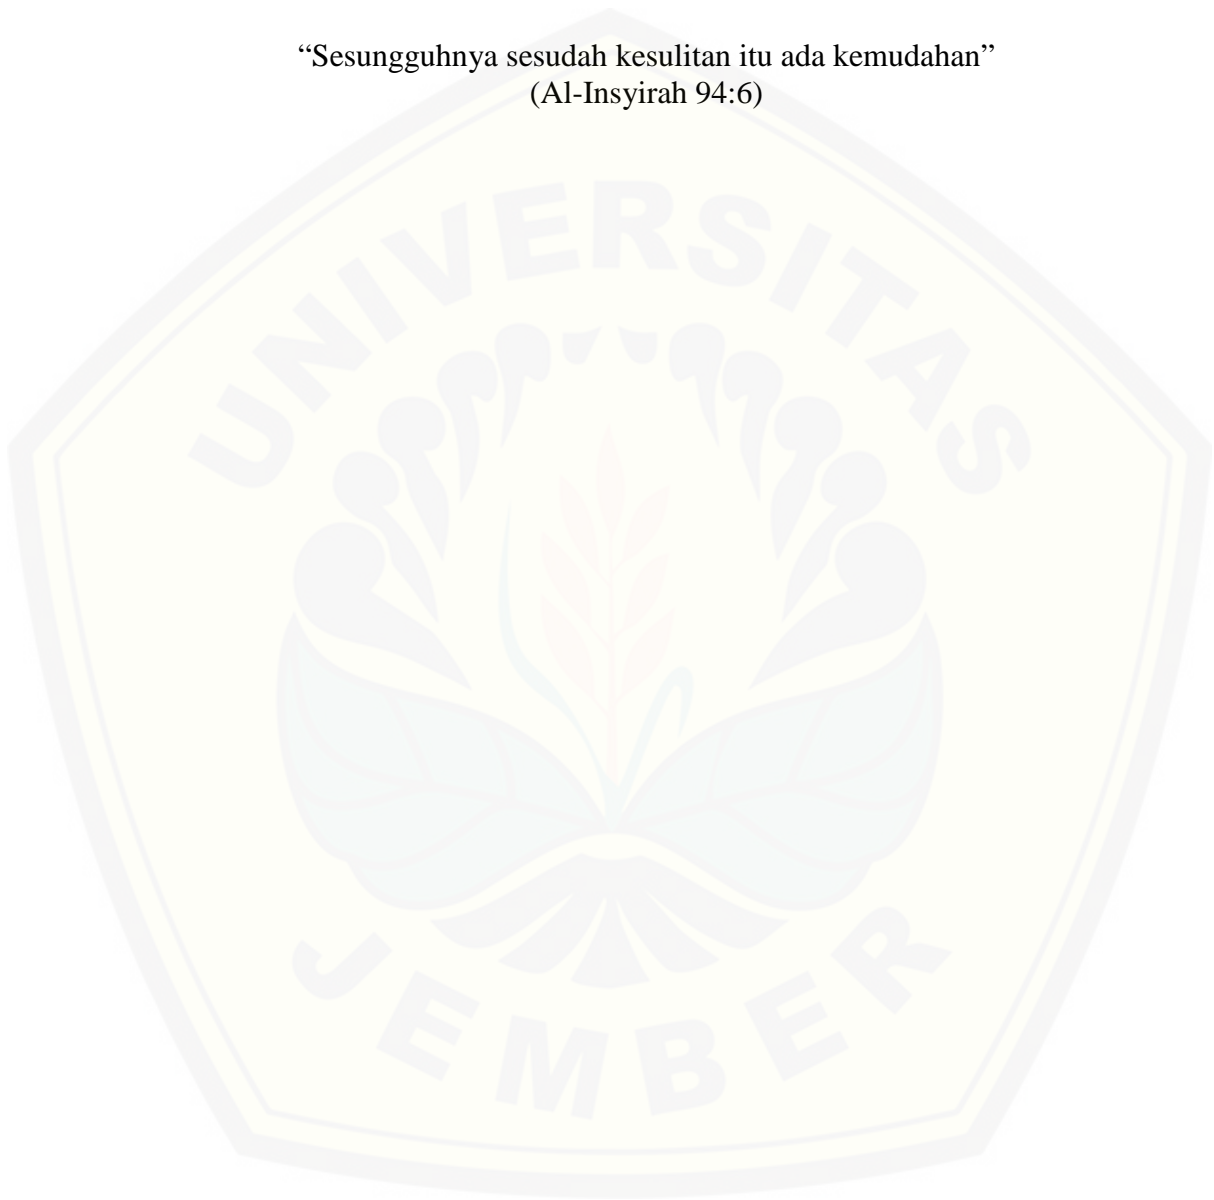 “Sesungguhnya sesudah kesulitan itu ada kemudahan”
(Al-Insyirah 94:6)
UNIVERSITAS
JEMBER